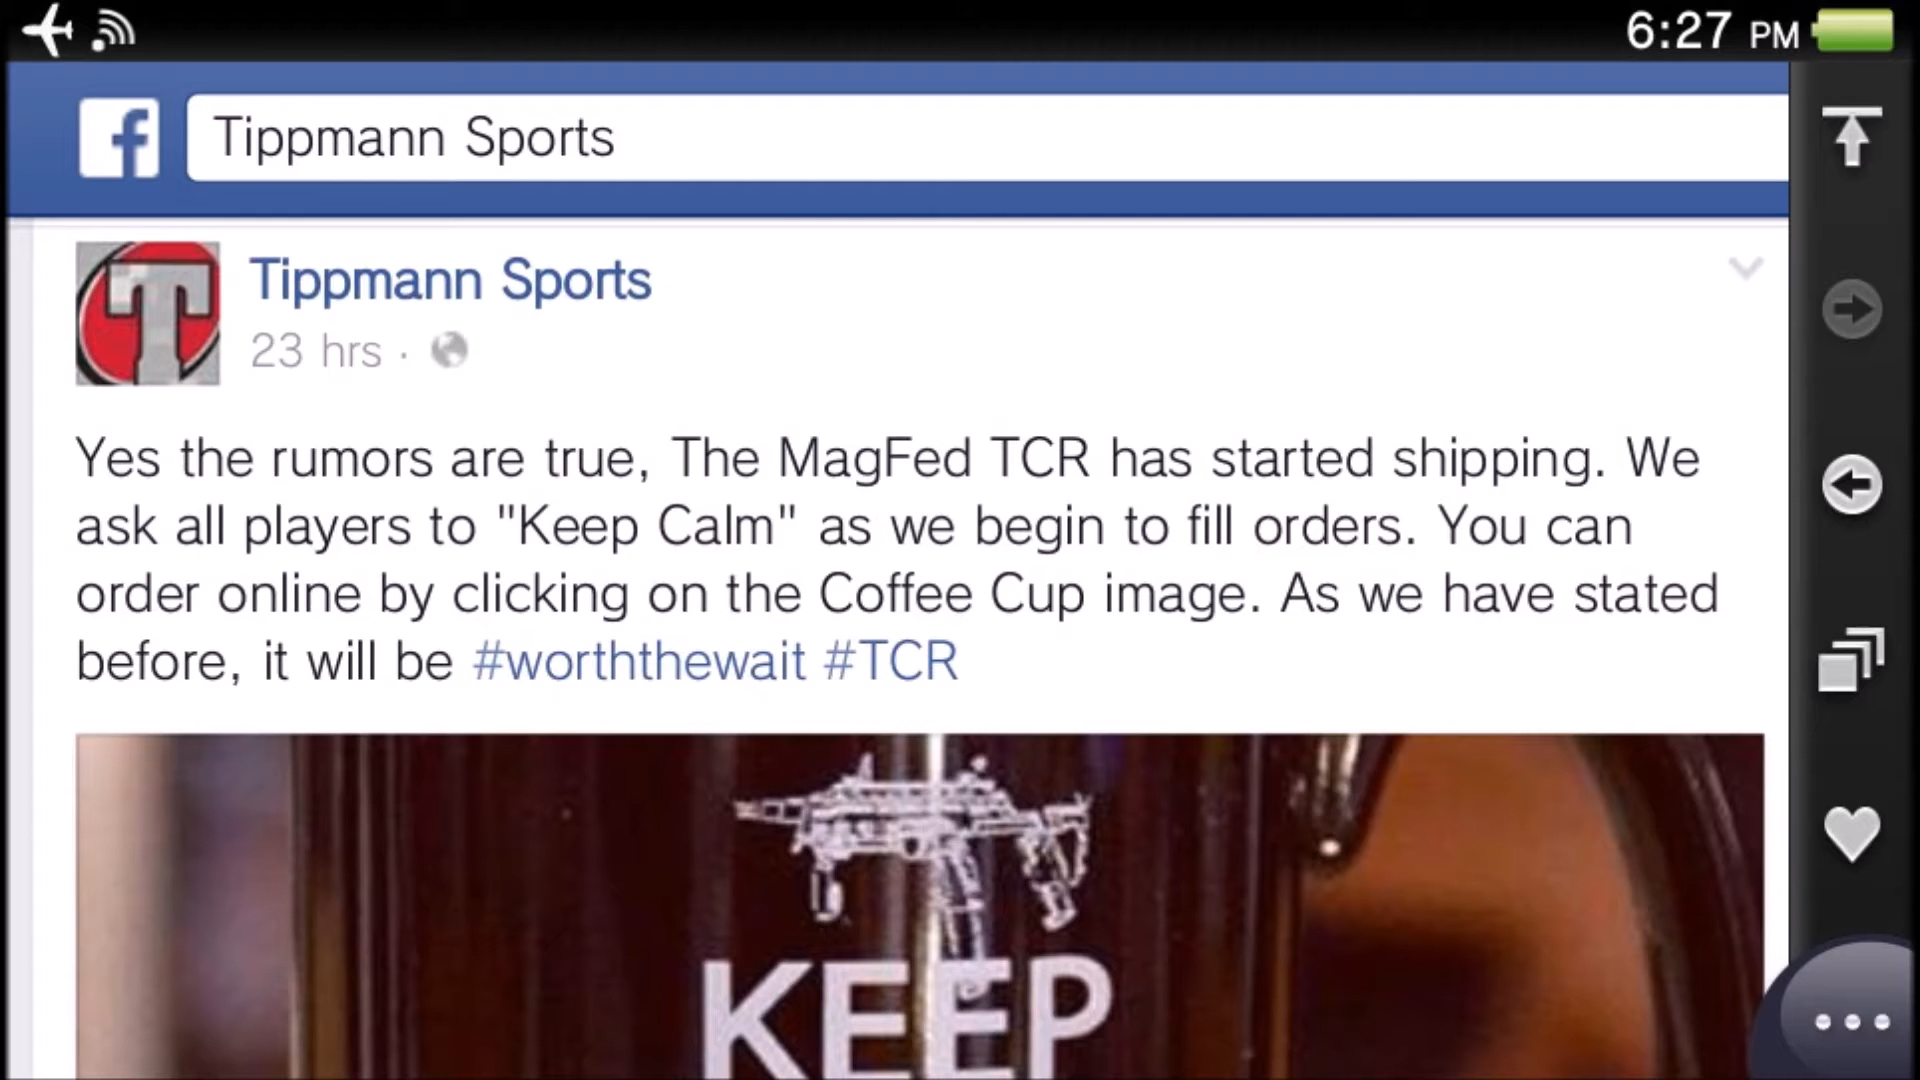 6:27 PM
Tippmann Sports
Tippmann Sports
23 hrs ·
Yes the rumors are true, The MagFed TCR has started shipping. We
ask all players to "Keep Calm" as we begin to fill orders. You can
order online by clicking on the Coffee Cup image. As we have stated
before, it will be #worththewait #TCR
KEEP